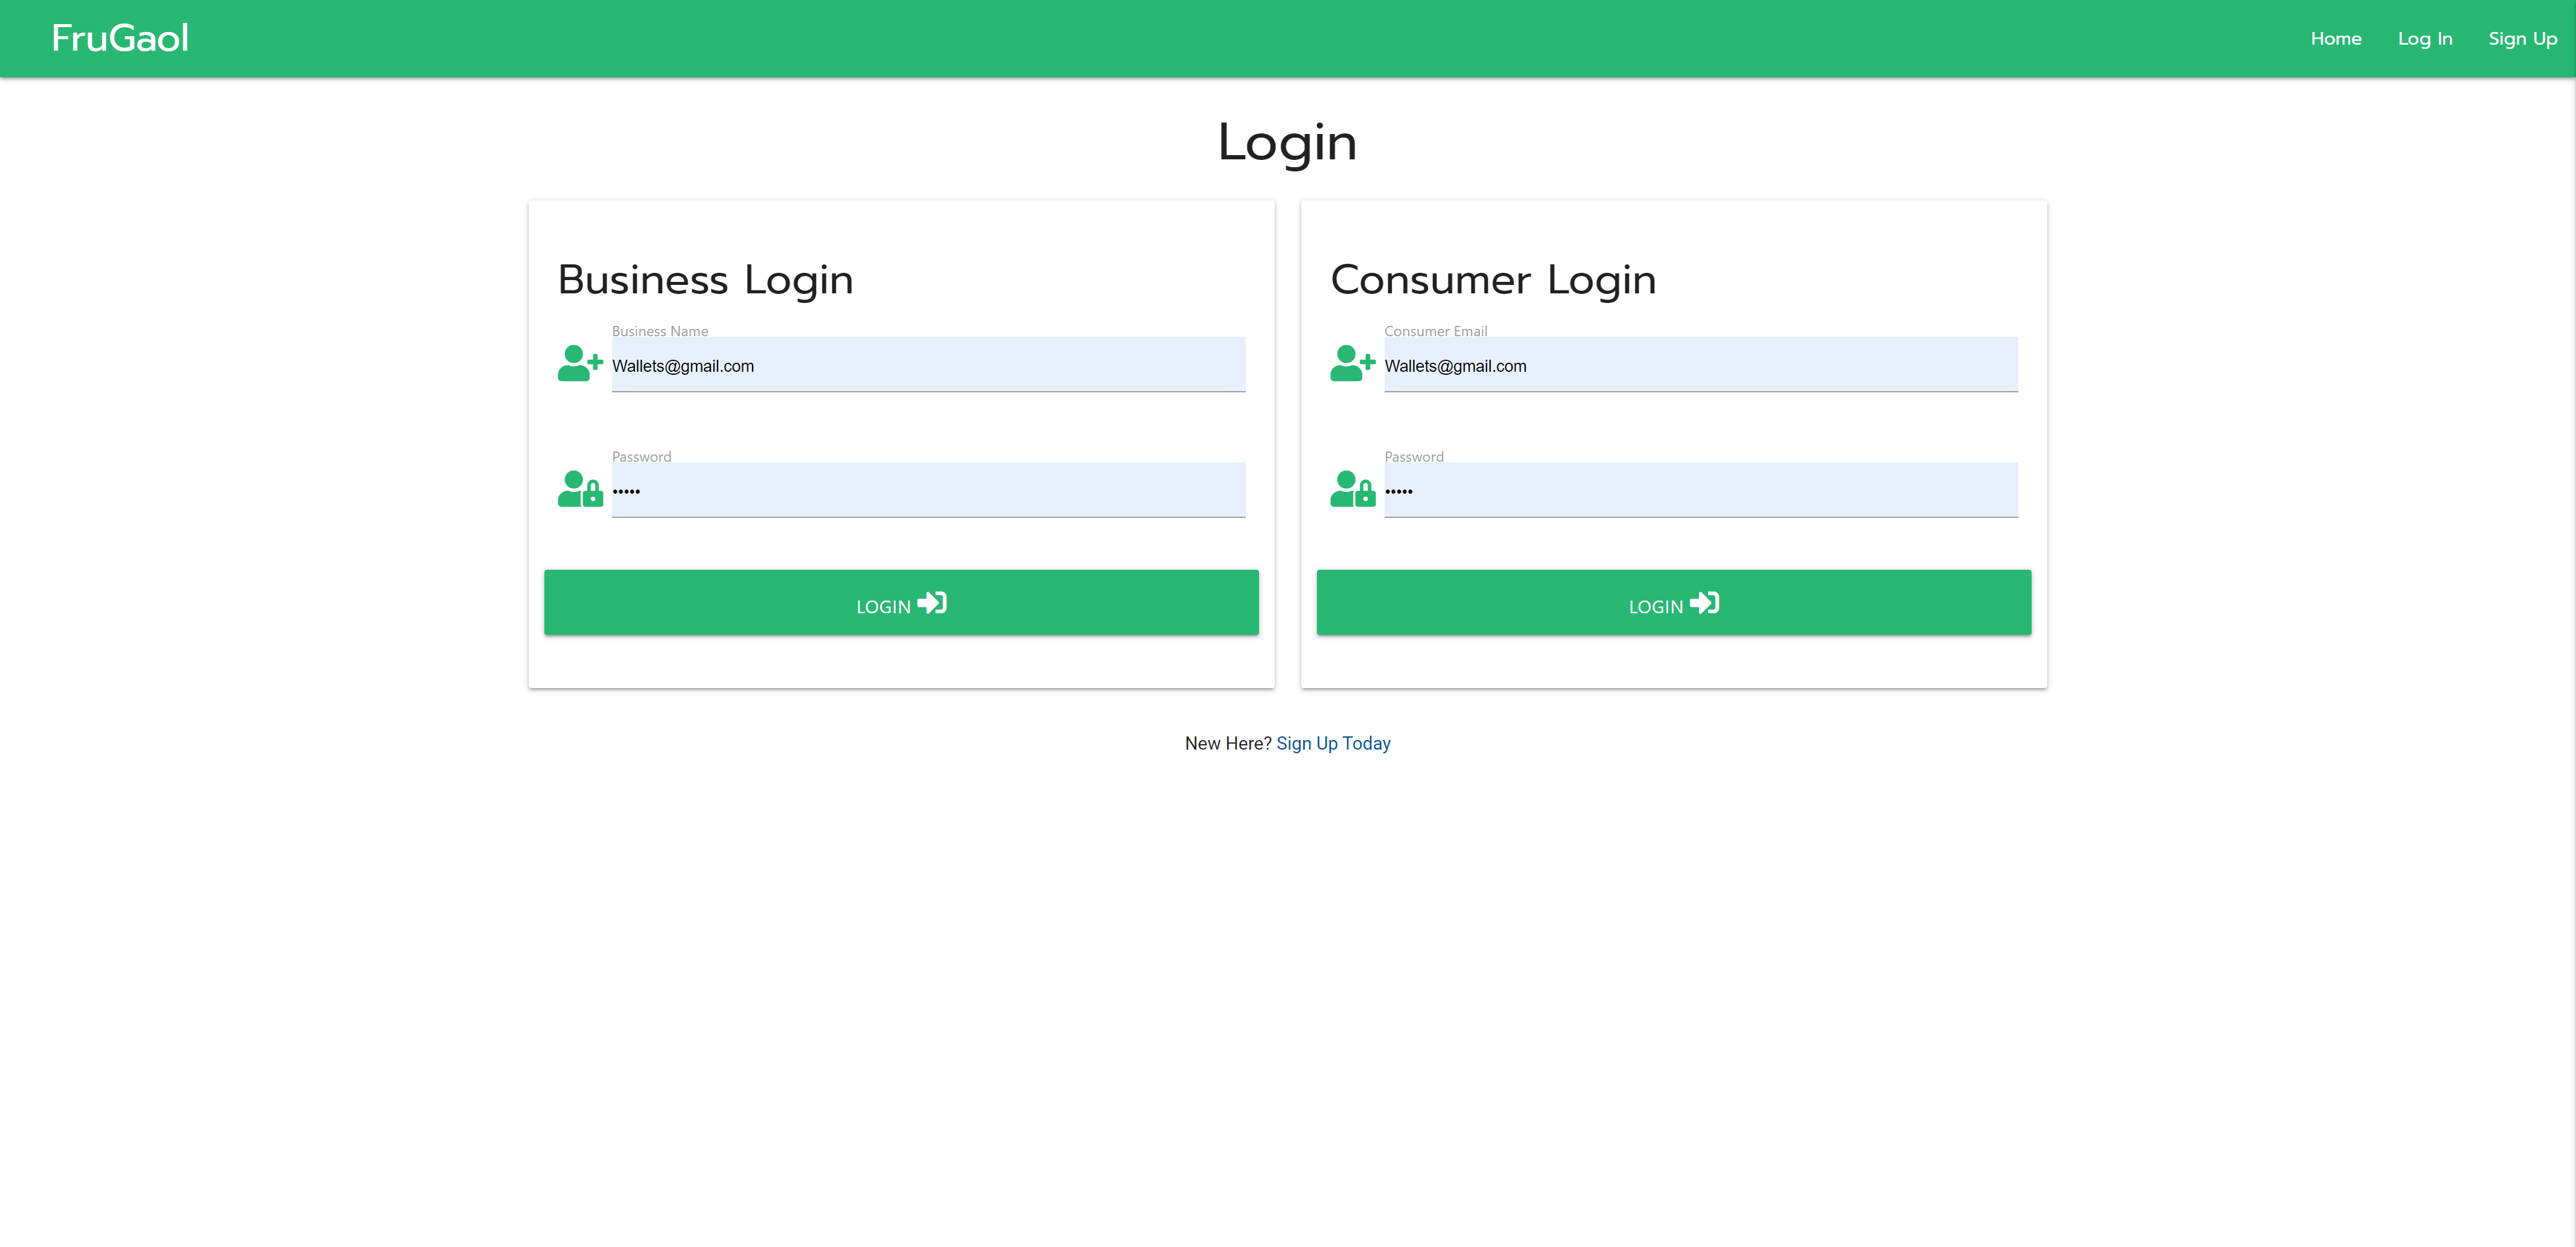 FruGaol
Home Log In Sign Up
Login
Business Login
Business Name
Wallets@gmail.com
Password
•••••
LOGIN
Consumer Login
Consumer Email
Wallets@gmail.com
Password
•••••
LOGIN
New Here? Sign Up Today